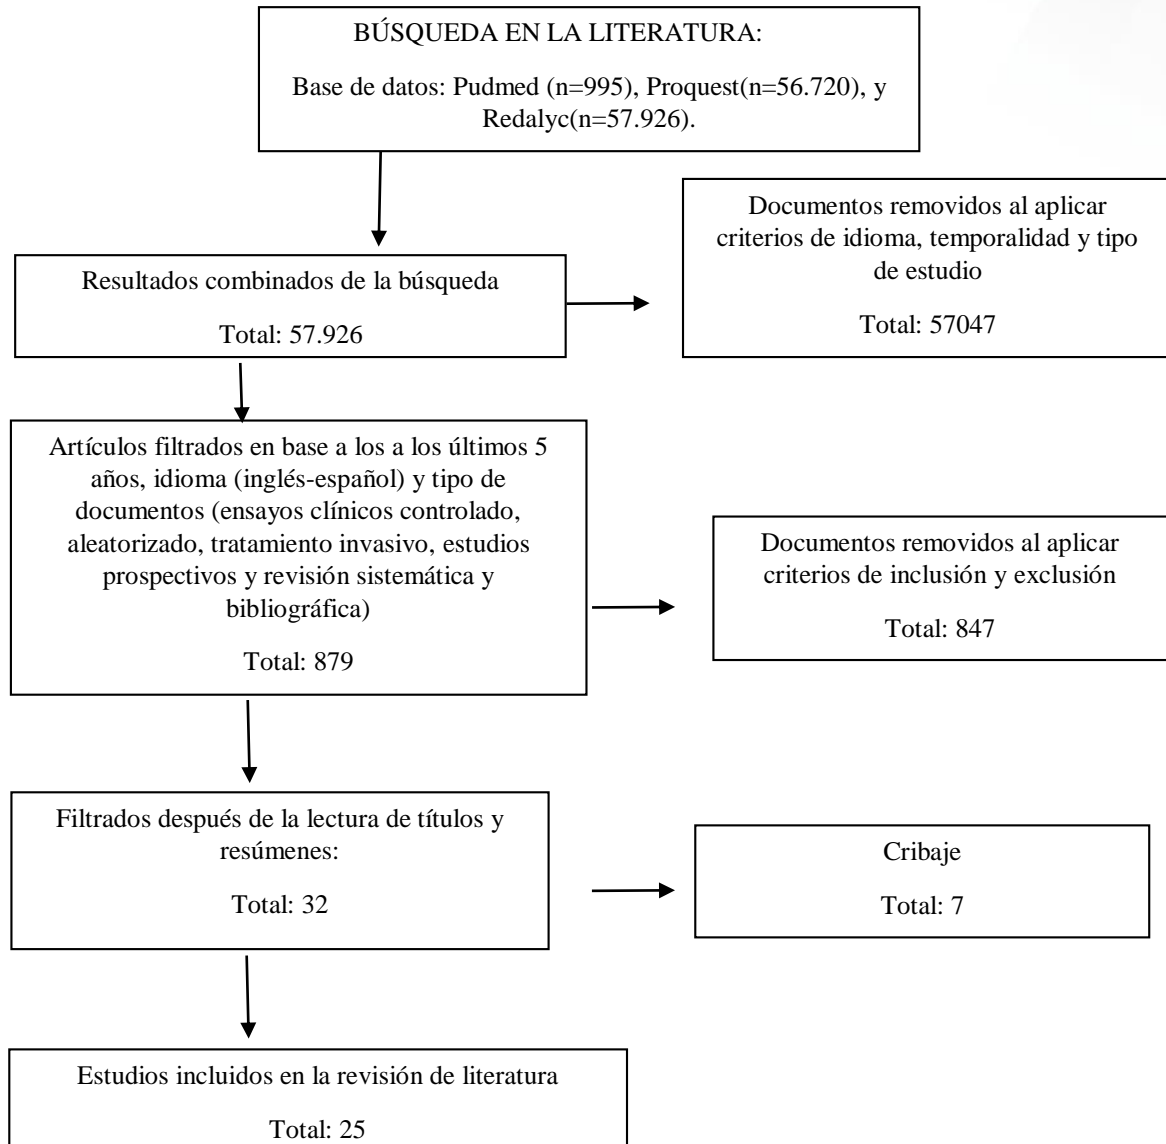 BÚSQUEDA EN LA LITERATURA:
Base de datos: Pudmed (n=995), Proquest(n=56.720), y
Redalyc(n=57.926).
Documentos removidos al aplicar
criterios de idioma, temporalidad y tipo
de estudio
Total: 57047
Resultados combinados de la búsqueda
Total: 57.926
Artículos filtrados en base a los a los últimos 5
años, idioma (inglés-español) y tipo de
documentos (ensayos clínicos controlado,
aleatorizado, tratamiento invasivo, estudios
prospectivos y revisión sistemática y
bibliográfica)
Total: 879
Documentos removidos al aplicar
criterios de inclusión y exclusión
Total: 847
Filtrados después de la lectura de títulos y
resúmenes:
Total: 32
Cribaje
Total: 7
Estudios incluidos en la revisión de literatura
Total: 25